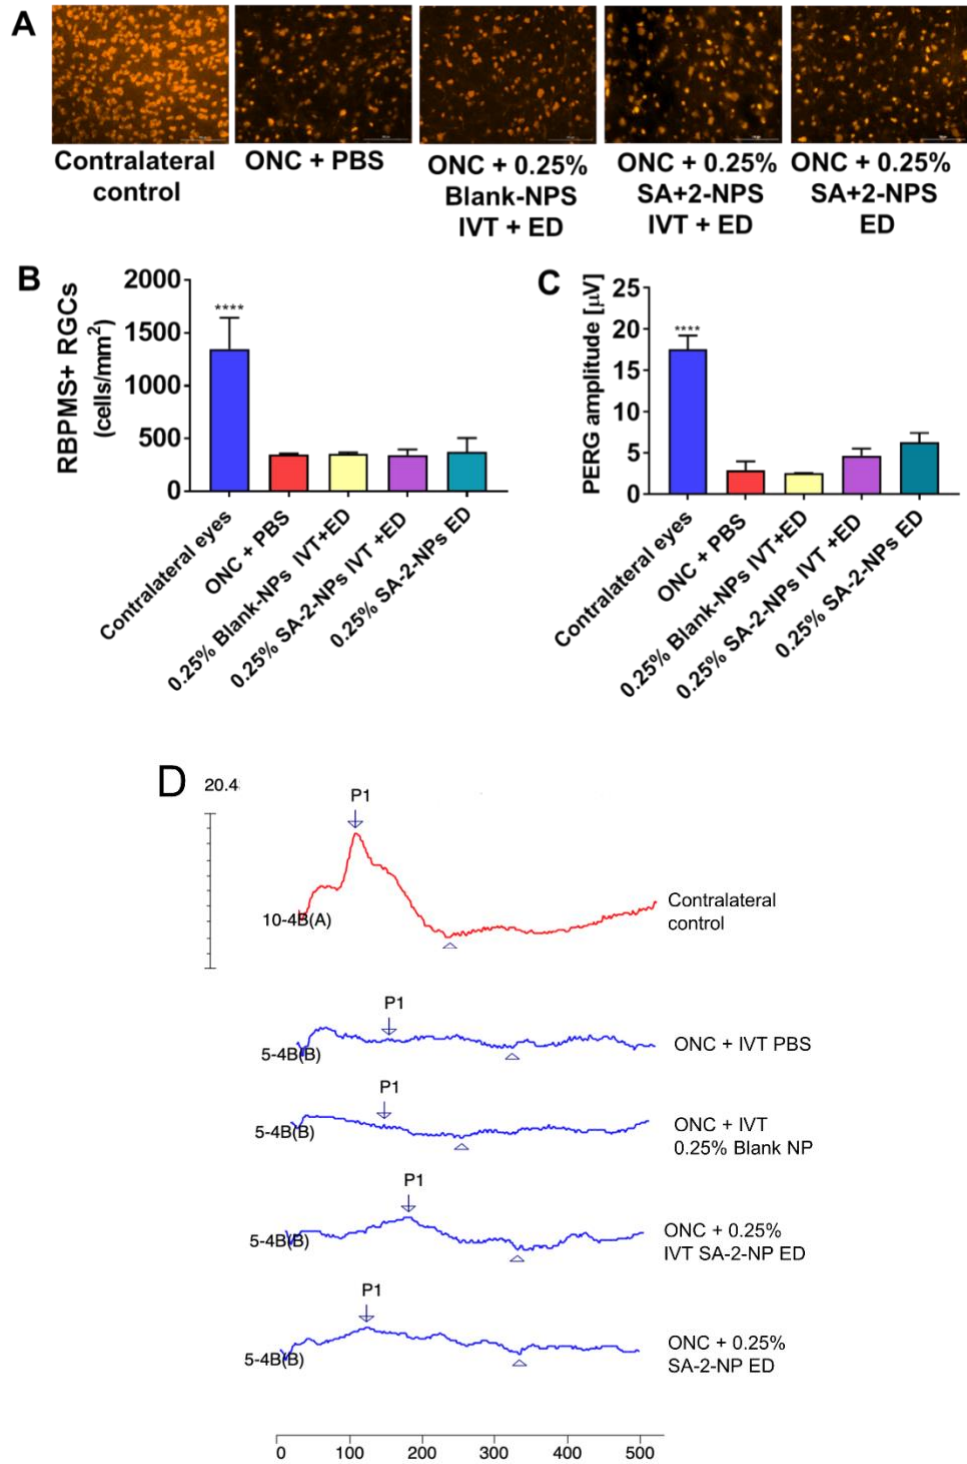 A
Contralateral
control
ONC + PBS
ONC + 0.25%
Blank-NPS
IVT + ED
ONC + 0.25%
SA+2-NPS
IVT + ED
ONC + 0.25%
SA+2-NPS
ED
B
RBPMS+ RGCs
(cells/mm²)
2000
1500
1000
500
0
****
Contralateral eyes
ONC + PBS
0.25% Blank-NPs IVT+ED
0.25% SA-2-NPs IVT +ED
0.25% SA-2-NPs ED
C
PERG amplitude [µV]
25
20
15
10
5
0
****
Contralateral eyes
ONC + PBS
0.25% Blank-NPs IVT+ED
0.25% SA-2-NPs IVT +ED
0.25% SA-2-NPs ED
D
20.4
P1
10-4B(A)
Contralateral
control
P1
5-4B(B)
ONC + IVT PBS
P1
5-4B(B)
ONC + IVT
0.25% Blank NP
P1
5-4B(B)
ONC + 0.25%
IVT SA-2-NP ED
P1
5-4B(B)
ONC + 0.25%
SA-2-NP ED
0 100 200 300 400 500